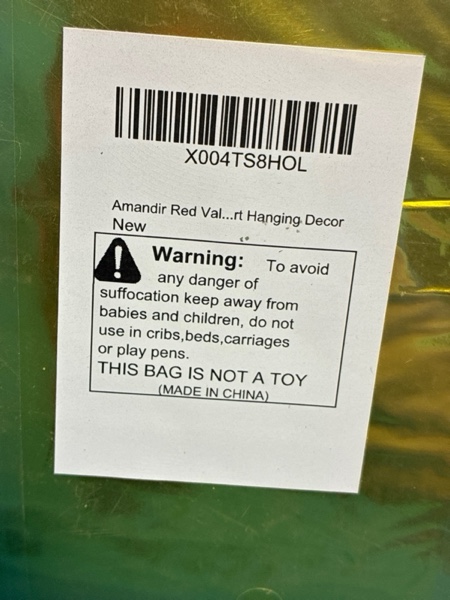 X004TS8HOL
Amandir Red Val...rt Hanging Decor
New
Warning: To avoid
any danger of
suffocation keep away from
babies and children, do not
use in cribs,beds,carriages
or play pens.
THIS BAG IS NOT A TOY
(MADE IN CHINA)